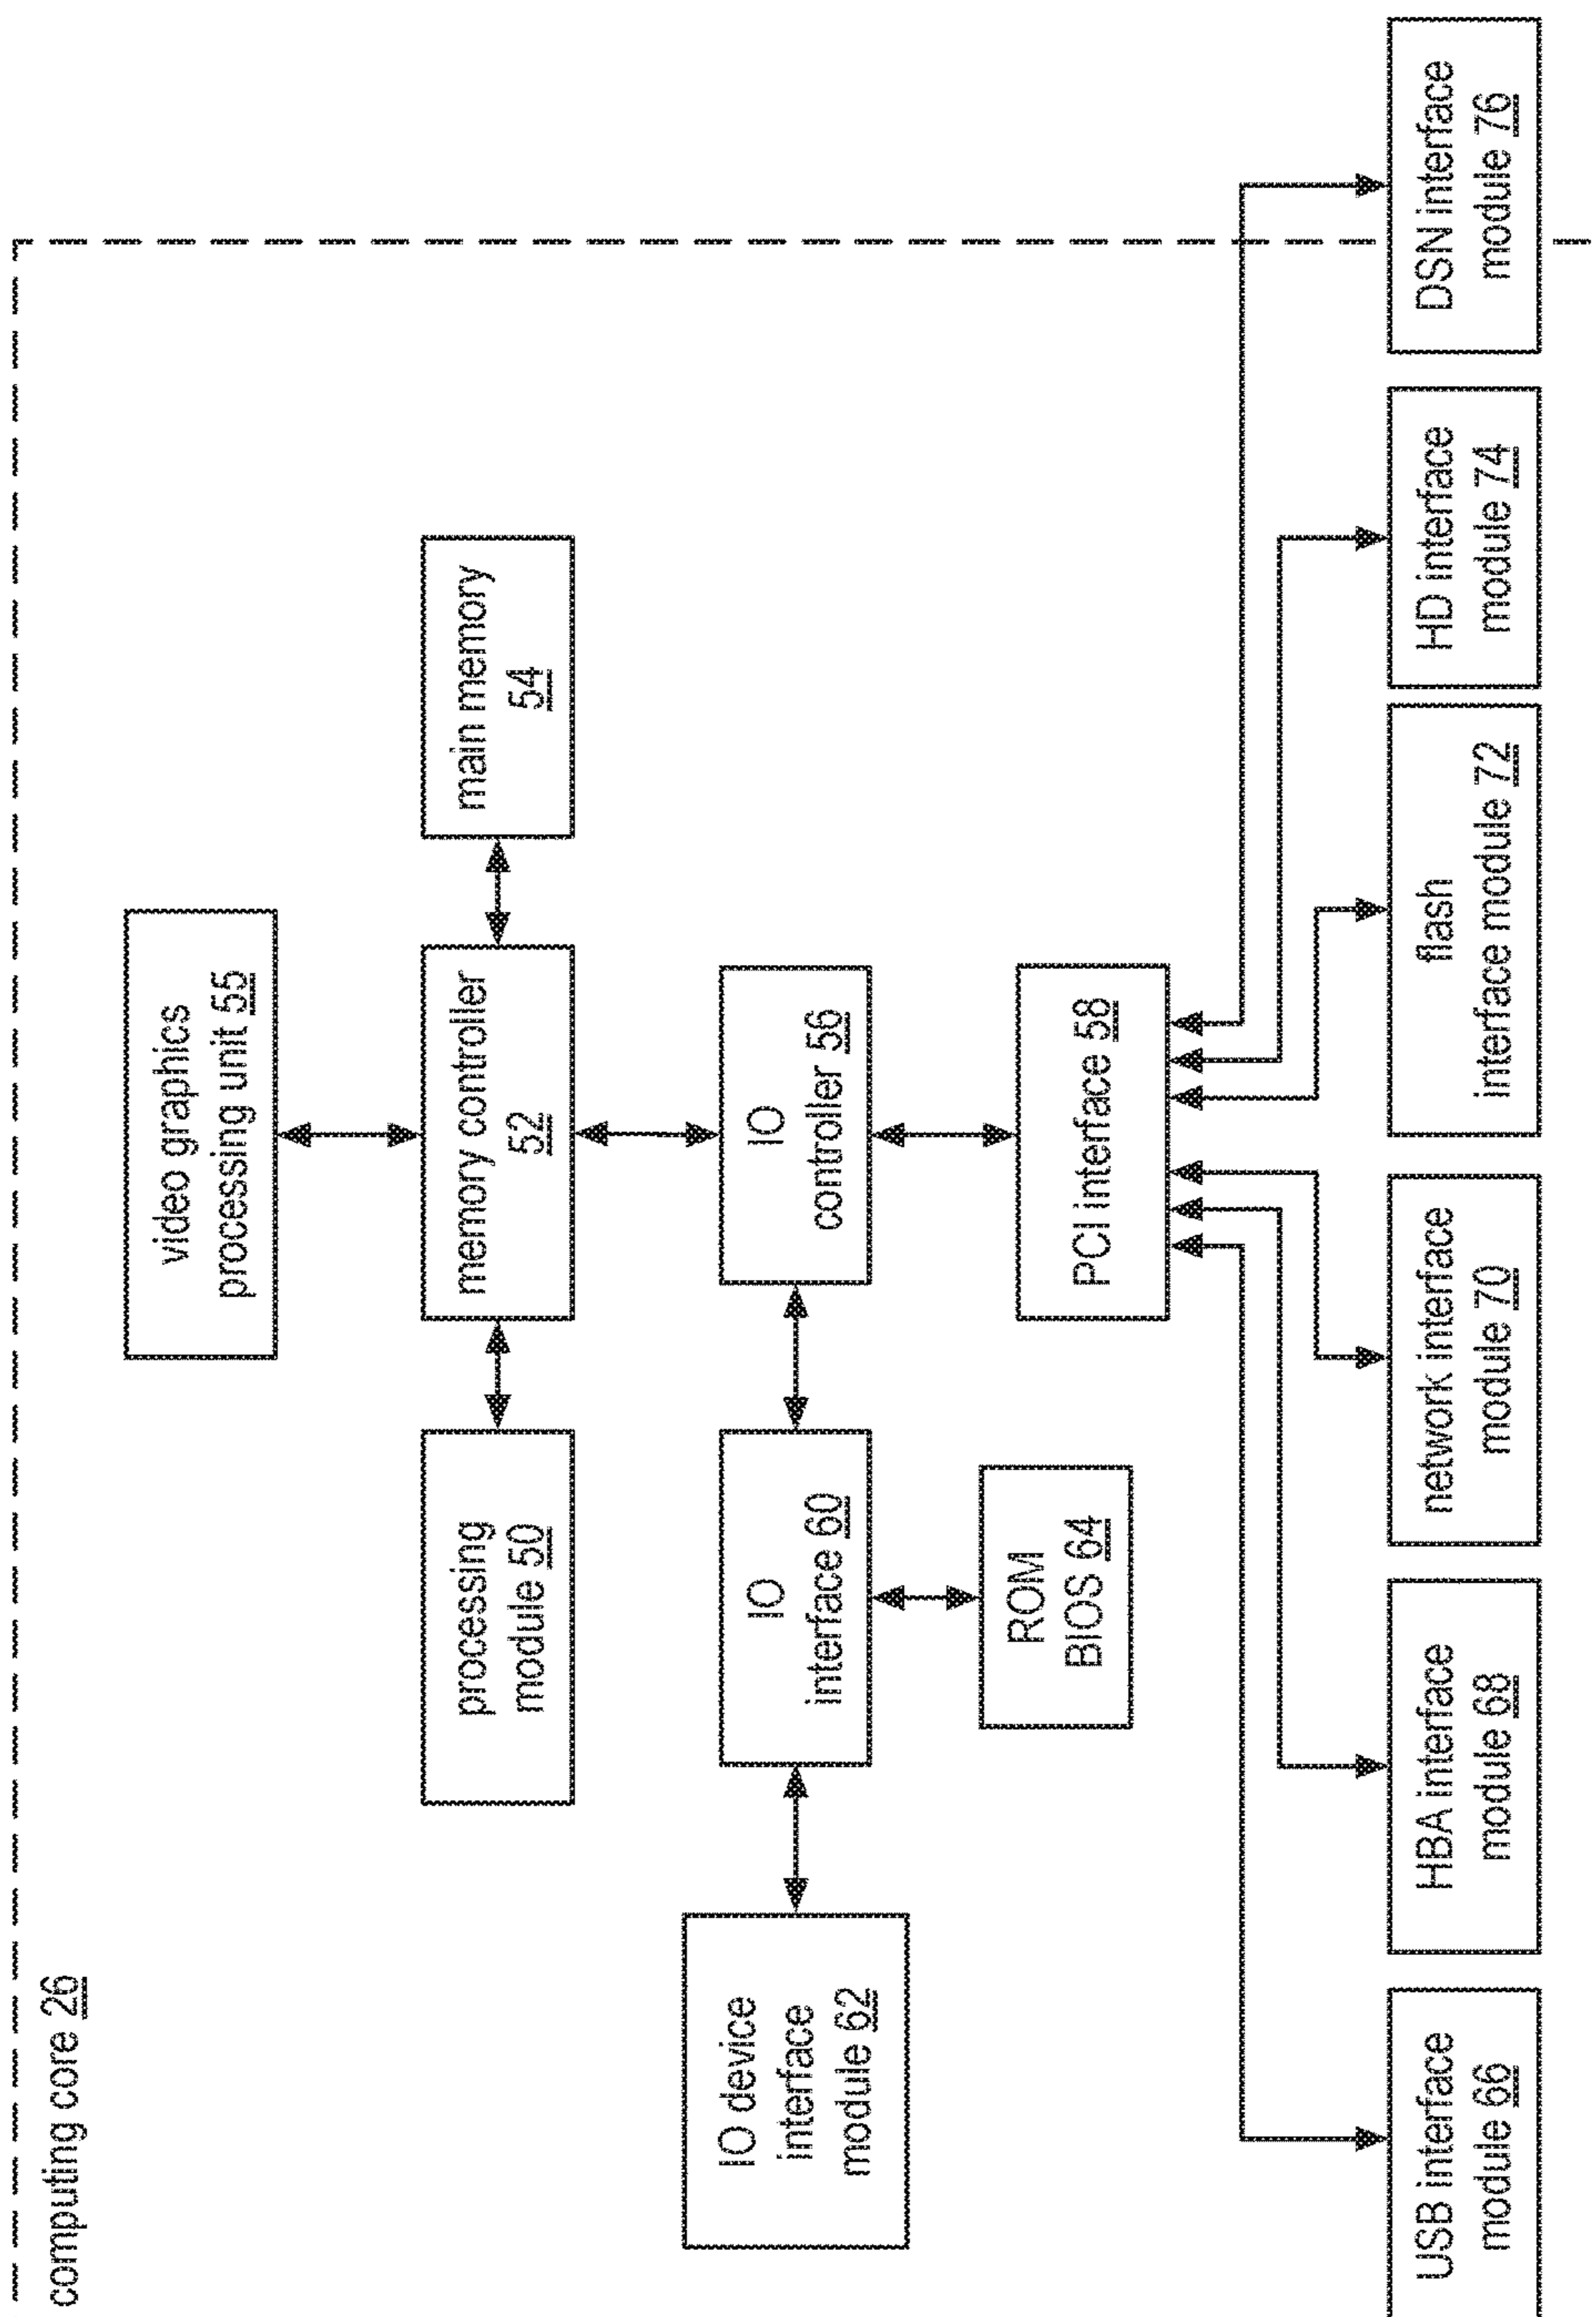 computing core 26
video graphics
processing unit 55
processing
module 50
memory controller
52
main memory
54
IO device
interface
module 62
IO
interface 60
IO
controller 56
ROM
BIOS 64
PCI interface 58
USB interface
module 66
HBA interface
module 68
network interface
module 70
flash
interface module 72
HD interface
module 74
DSN interface
module 76